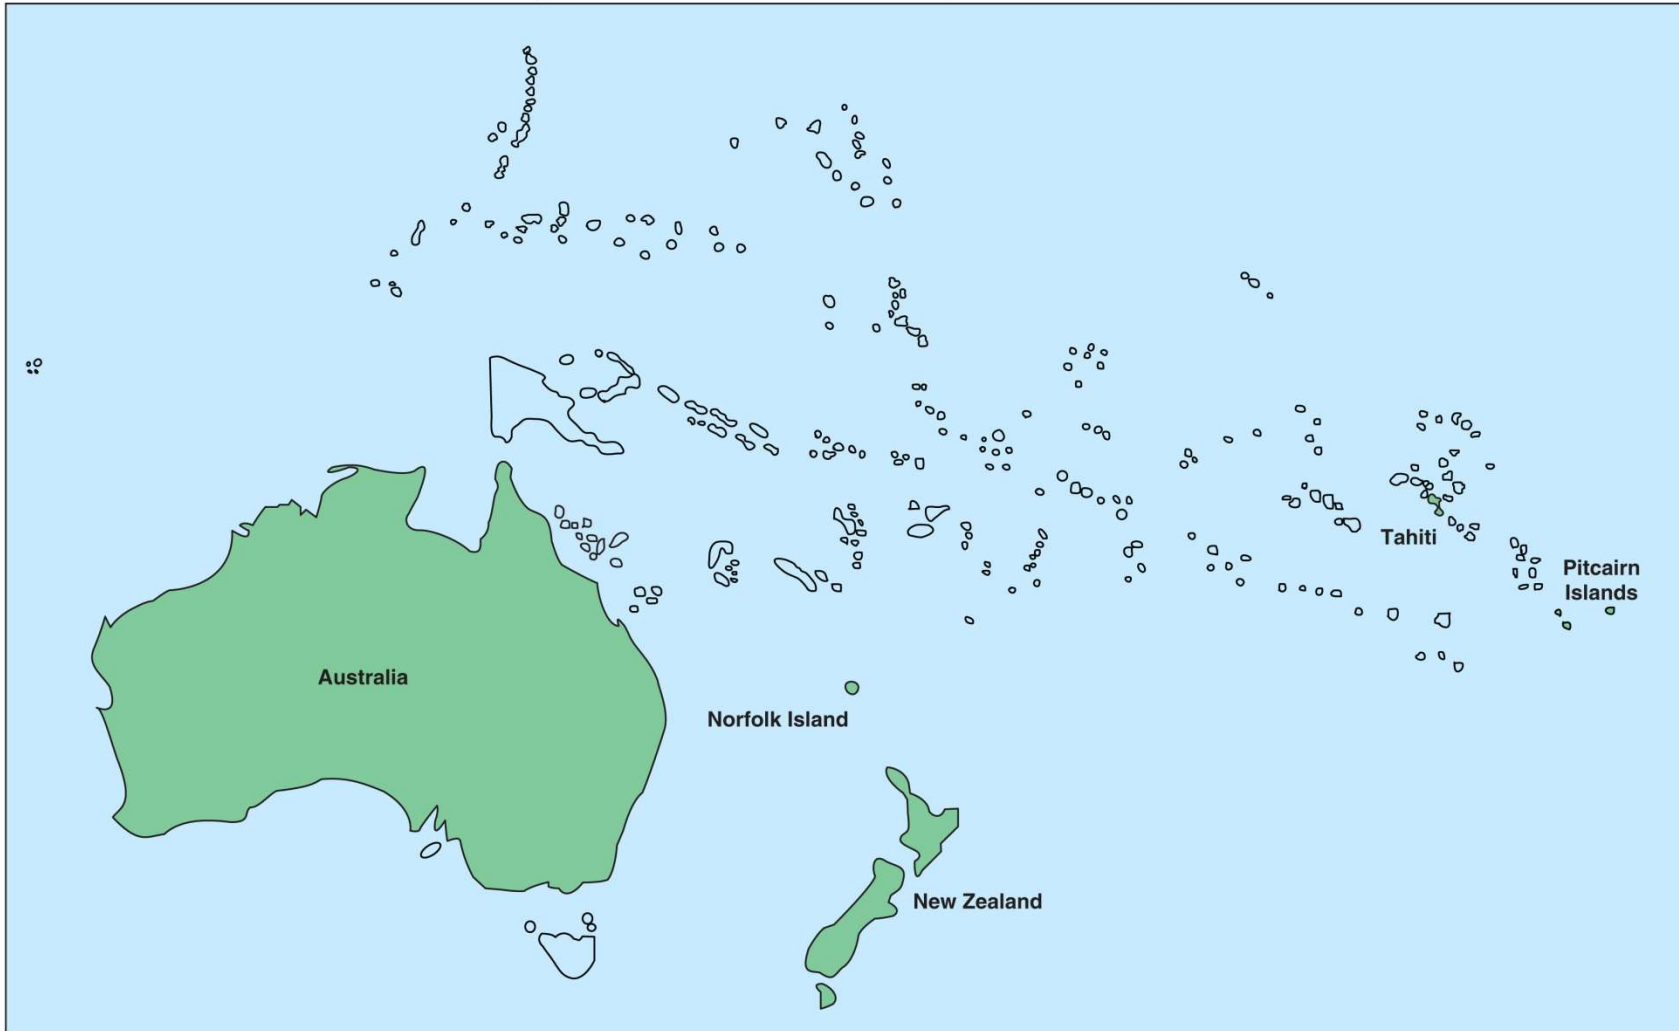 Tahiti
Pitcairn
Islands
Australia
Norfolk Island
New Zealand